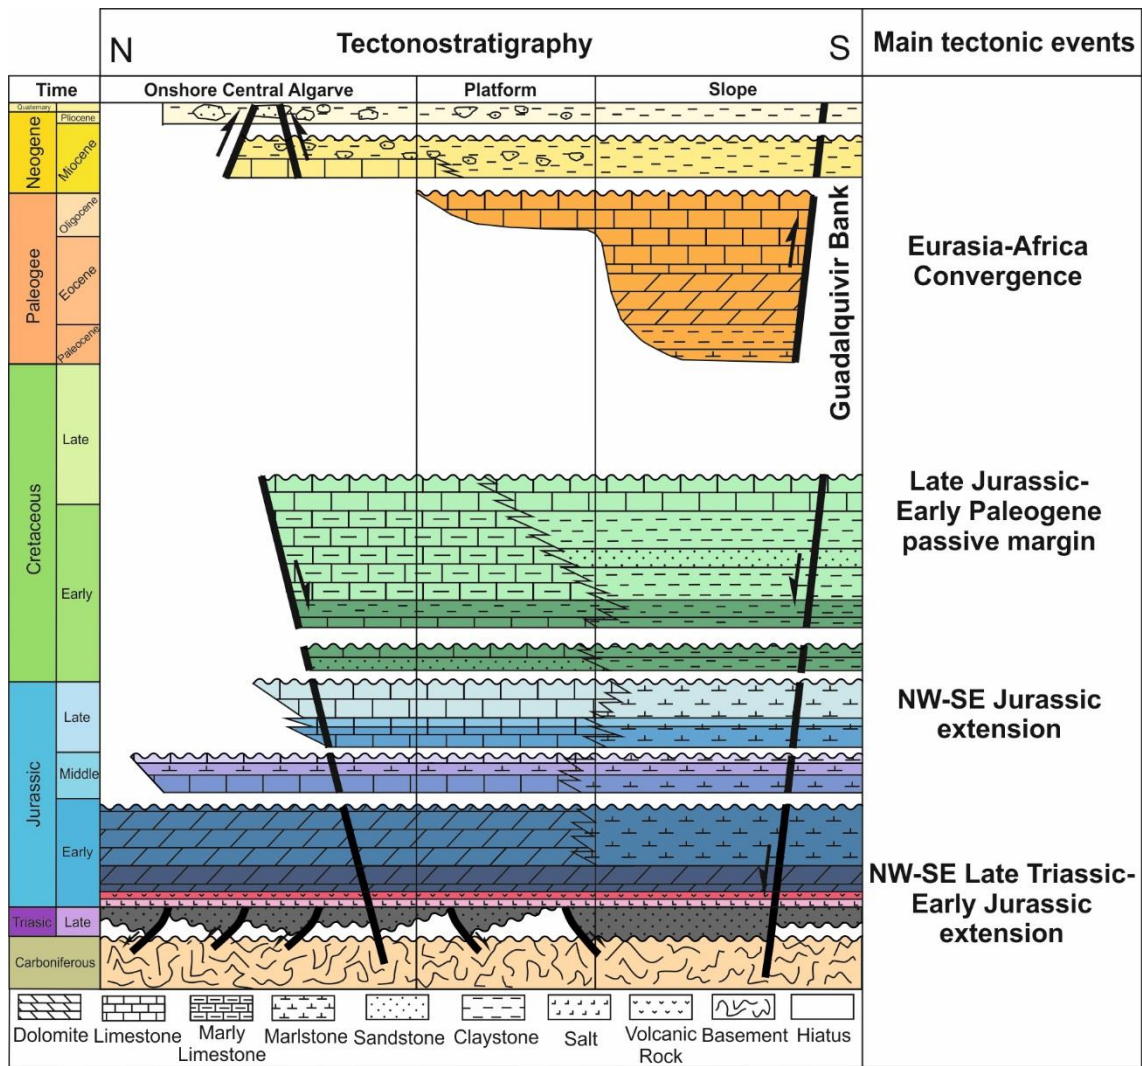 N
Tectonostratigraphy
S
Main tectonic events
Time
Onshore Central Algarve
Platform
Slope
Quaternary
Neogene
Pliocene
Miocene
Paleogee
Oligocene
Eocene
Paleocene
Guadalquivir Bank
Eurasia-Africa
Convergence
Cretaceous
Late
Early
Late Jurassic-
Early Paleogene
passive margin
Jurassic
Late
Middle
Early
NW-SE Jurassic
extension
NW-SE Late Triassic-
Early Jurassic
extension
Triasic
Late
Carboniferous
Dolomite
Limestone
Marly
Limestone
Marlstone
Sandstone
Claystone
Salt
Volcanic
Rock
Basement
Hiatus